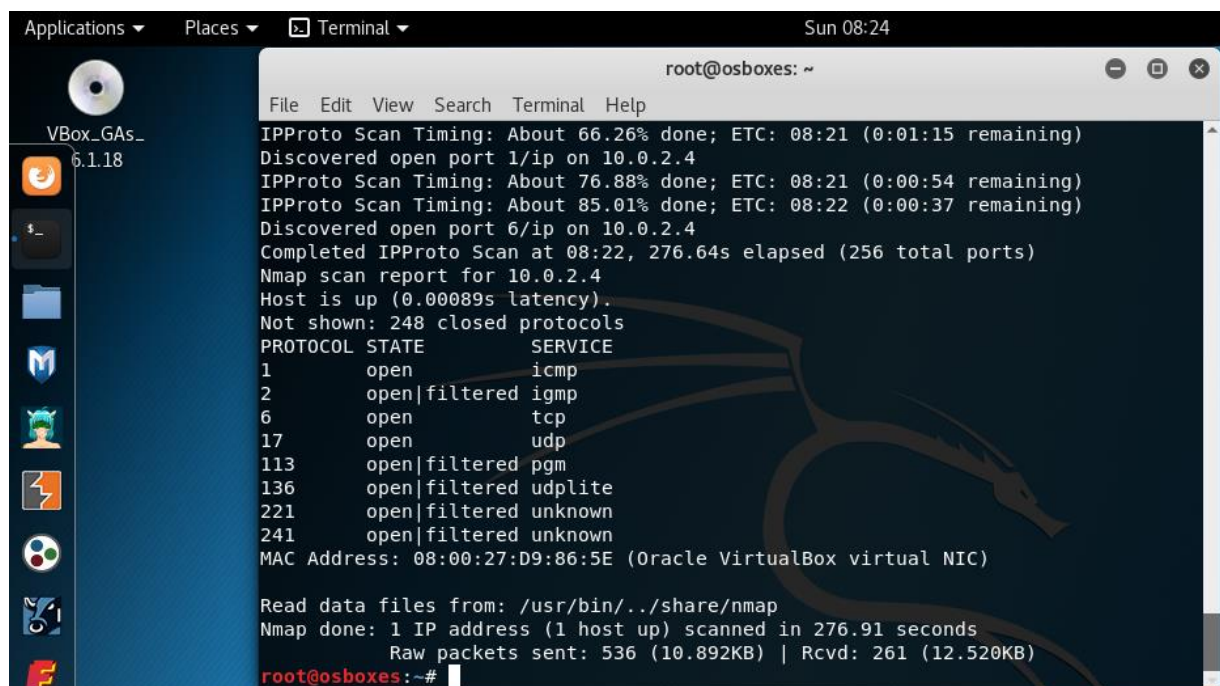 Applications Places Terminal Sun 08:24
VBox_GAs_
6.1.18
root@osboxes: ~
File Edit View Search Terminal Help
IPProto Scan Timing: About 66.26% done; ETC: 08:21 (0:01:15 remaining)
Discovered open port 1/ip on 10.0.2.4
IPProto Scan Timing: About 76.88% done; ETC: 08:21 (0:00:54 remaining)
IPProto Scan Timing: About 85.01% done; ETC: 08:22 (0:00:37 remaining)
Discovered open port 6/ip on 10.0.2.4
Completed IPProto Scan at 08:22, 276.64s elapsed (256 total ports)
Nmap scan report for 10.0.2.4
Host is up (0.00089s latency).
Not shown: 248 closed protocols
PROTOCOL STATE SERVICE
1 open icmp
2 open|filtered igmp
6 open tcp
17 open udp
113 open|filtered pgm
136 open|filtered udplite
221 open|filtered unknown
241 open|filtered unknown
MAC Address: 08:00:27:D9:86:5E (Oracle VirtualBox virtual NIC)
Read data files from: /usr/bin/../share/nmap
Nmap done: 1 IP address (1 host up) scanned in 276.91 seconds
Raw packets sent: 536 (10.892KB) | Rcvd: 261 (12.520KB)
root@osboxes:~#